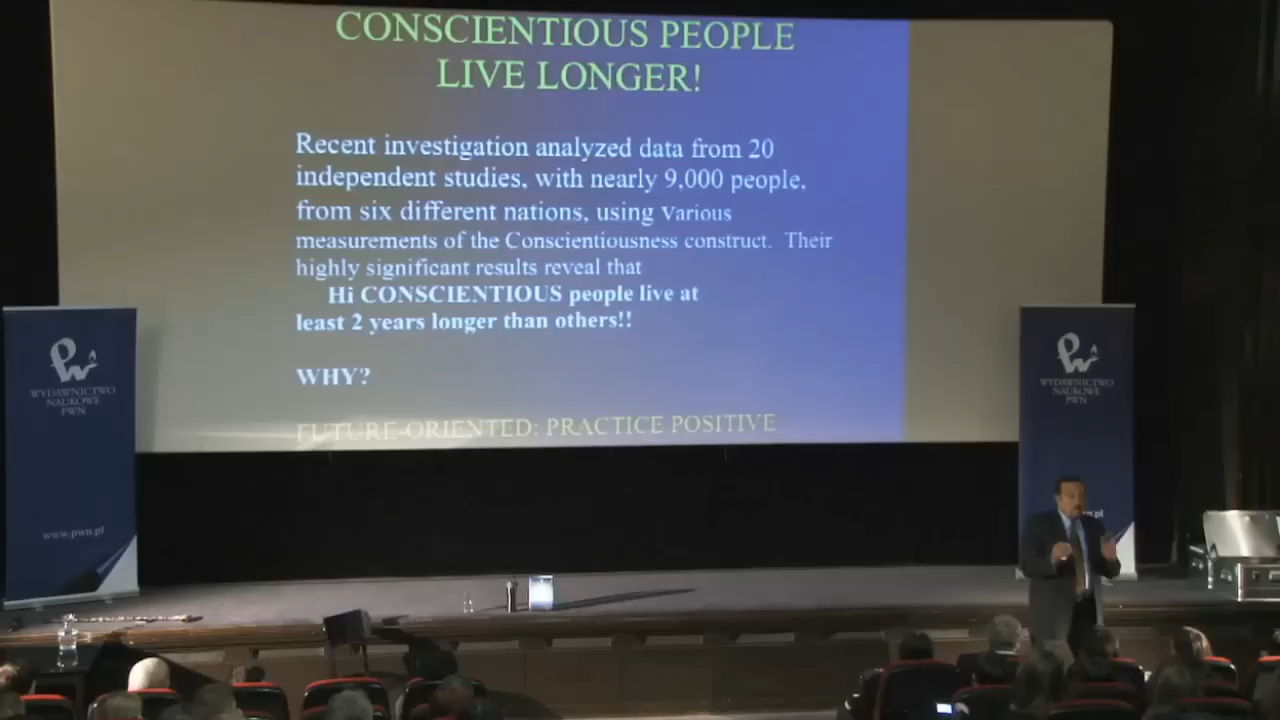 CONSCIENTIOUS PEOPLE
LIVE LONGER!
Recent investigation analyzed data from 20
independent studies, with nearly 9,000 people,
from six different nations, using various
measurements of the Conscientiousness construct. Their
highly significant results reveal that
Hi CONSCIENTIOUS people live at
least 2 years longer than others!!
WHY?
FUTURE-ORIENTED: PRACTICE POSITIVE
WYDAWNICTWO
NAUKOWE
PWN
www.pwn.pl
WYDAWNICTWO
NAUKOWE
PWN
.pl